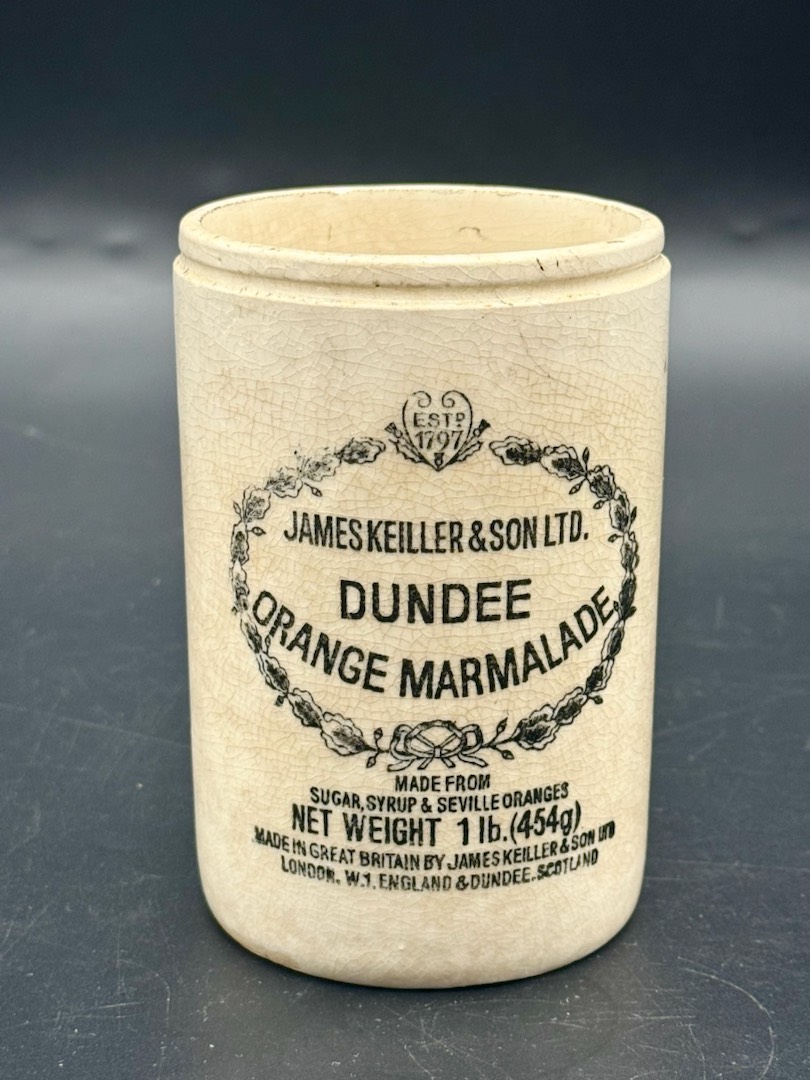 ESTD
1797
JAMES KEILLER & SON LTD.
DUNDEE
ORANGE MARMALADE
MADE FROM
SUGAR, SYRUP & SEVILLE ORANGES
NET WEIGHT 1 lb. (454g)
MADE IN GREAT BRITAIN BY JAMES KEILLER & SON LTD
LONDON. W.1. ENGLAND & DUNDEE. SCOTLAND